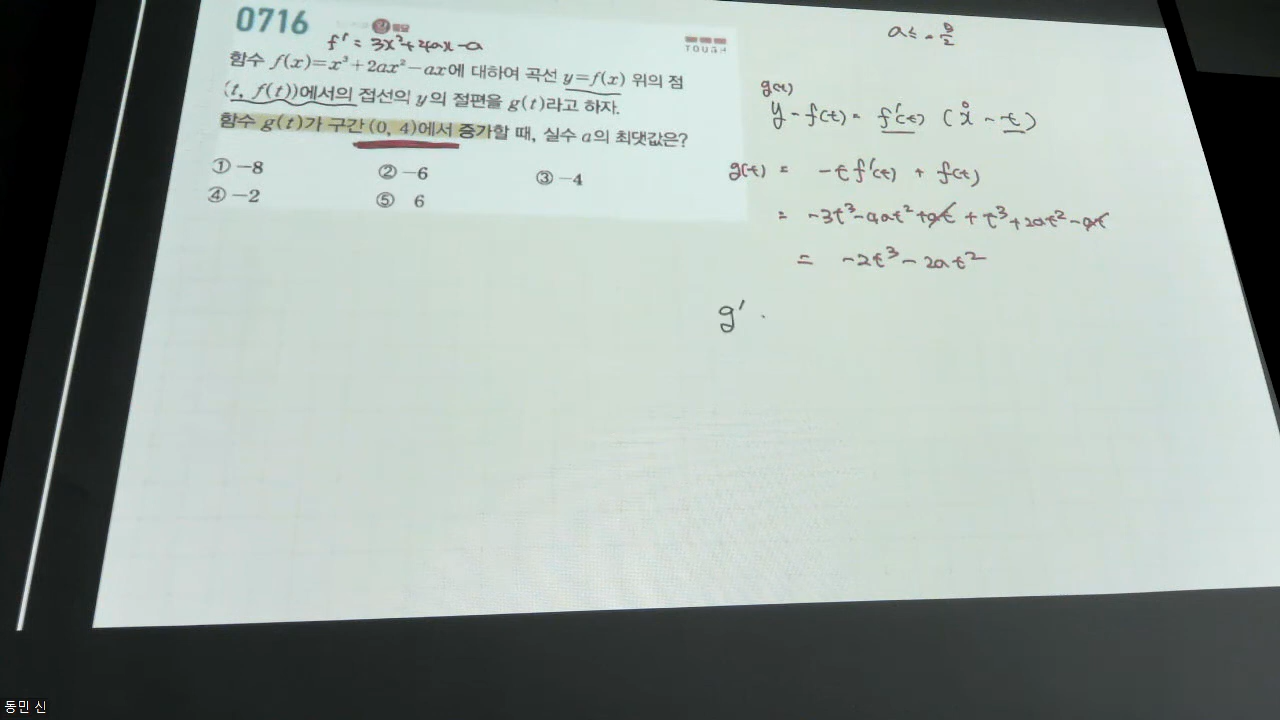 0716
TOUGH
f' = 3x²+4ax-a
함수 f(x)=x³+2ax²-ax에 대하여 곡선 y=f(x) 위의 점
(t, f(t))에서의 접선의 y의 절편을 g(t)라고 하자.
함수 g(t)가 구간 (0, 4)에서 증가할 때, 실수 a의 최댓값은?
① -8 ② -6 ③ -4
④ -2 ⑤ 6
g(t)
y - f(t) = f'(t) ( x - t )
g(t) = -t f'(t) + f(t)
= -3t³-4at²+at + t³+2at²-at
= -2t³-2at²
g'
동민 신